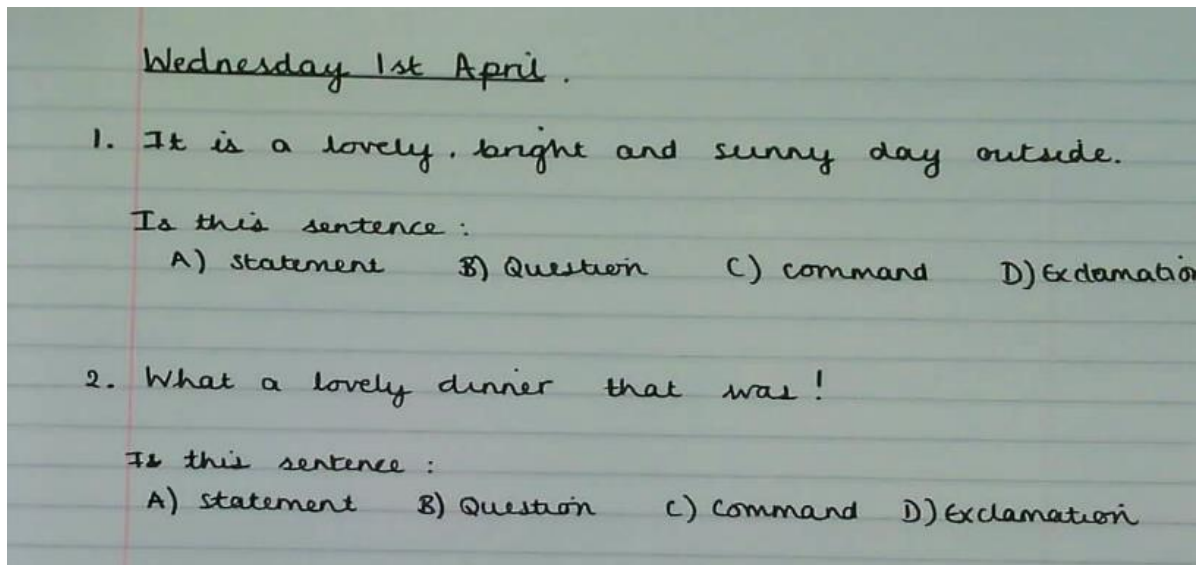 Wednesday 1st April.
1. It is a lovely, bright and sunny day outside.
Is this sentence:
A) statement B) Question C) command D) Exclamation
2. What a lovely dinner that was!
Is this sentence:
A) statement B) Question C) Command D) Exclamation